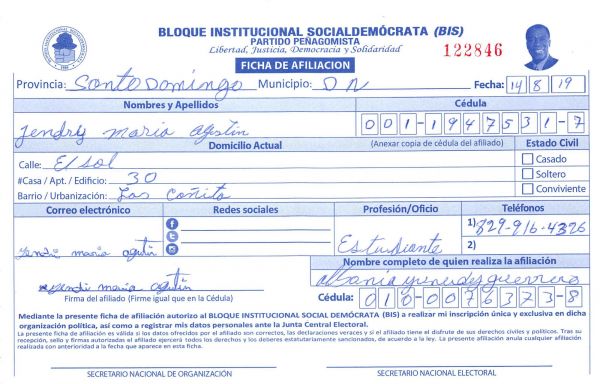 BLOQUE INSTITUCIONAL SOCIALDEMÓCRATA (BIS)
PARTIDO PEÑAGOMISTA
Libertad, Justicia, Democracia y Solidaridad
122846
FICHA DE AFILIACION
Provincia: Santo Domingo Municipio: DN Fecha: 14 8 19
Nombres y Apellidos Cédula
Jendry Maria Agustin 001-1947531-7
Domicilio Actual (Anexar copia de cédula del afiliado) Estado Civil
Calle: El sol Casado
#Casa / Apt. / Edificio: 30 Soltero
Barrio / Urbanización: Las Cañita Conviviente
Correo electrónico Redes sociales Profesión/Oficio Teléfonos
1) 829-916-4326
maria Estudiante 2)
Nombre completo de quien realiza la afiliación
maria
Firma del afiliado (Firme igual que en la Cédula) Cédula: 010-0076373-8
Mediante la presente ficha de afiliación autorizo al BLOQUE INSTITUCIONAL SOCIAL DEMÓCRATA (BIS) a realizar mi inscripción única y exclusiva en dicha
organización política, así como a registrar mis datos personales ante la Junta Central Electoral.
La presente ficha de afiliación es válida si los datos ofrecidos por el afiliado son correctos, las declaraciones veraces y si el afiliado tiene el disfrute de sus derechos civiles y políticos. Tras su
recepción, sello y firmas autorizadas el afiliado ejercerá todos los derechos y los deberes estatutariamente sancionados, de acuerdo a la ley. La presente afiliación anula cualquier afiliación
realizada con anterioridad a la fecha que aparece en esta ficha.
SECRETARIO NACIONAL DE ORGANIZACIÓN SECRETARIO NACIONAL ELECTORAL